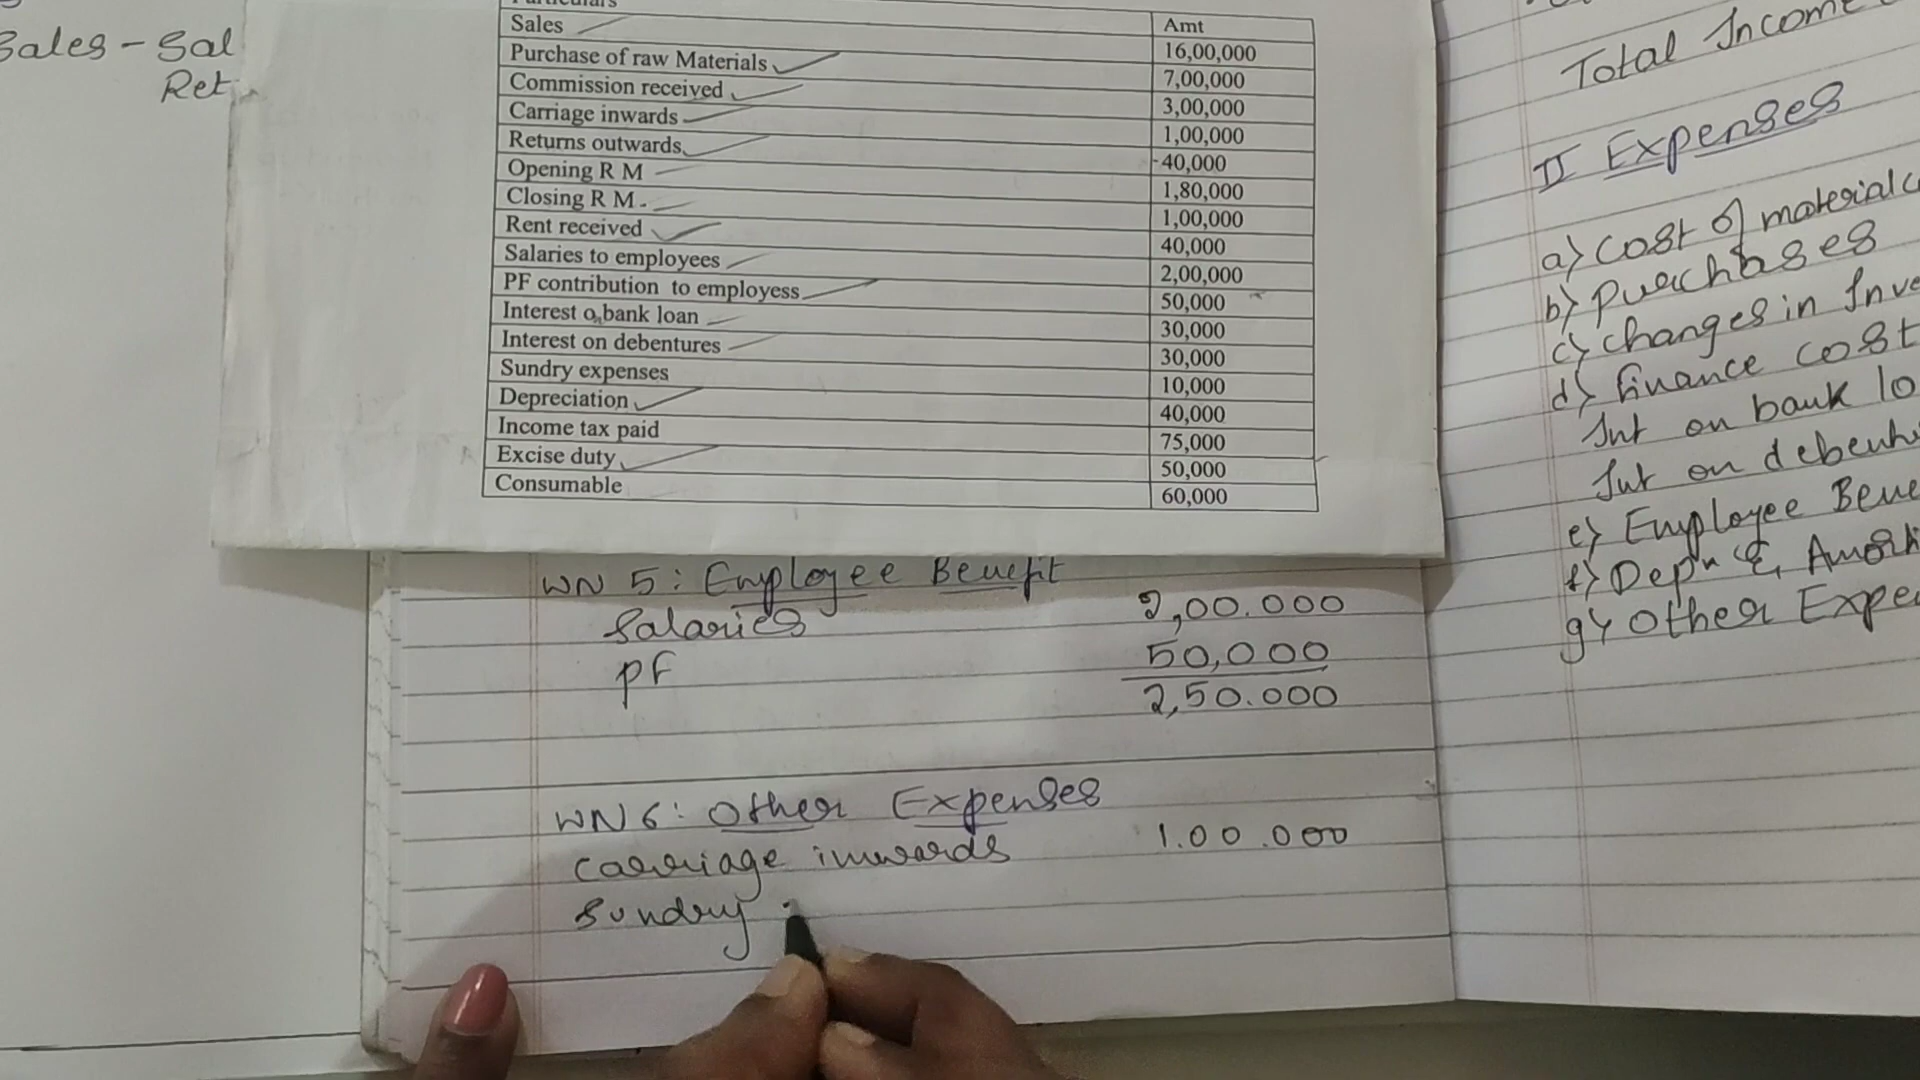 Sales - Sal
Ret
Particulars
Amt
Sales
16,00,000
Purchase of raw Materials
7,00,000
Commission received
3,00,000
Carriage inwards
1,00,000
Returns outwards
40,000
Opening R M
1,80,000
Closing R M
1,00,000
Rent received
40,000
Salaries to employees
2,00,000
PF contribution to employess
50,000
Interest o bank loan
30,000
Interest on debentures
30,000
Sundry expenses
10,000
Depreciation
40,000
Income tax paid
75,000
Excise duty
50,000
Consumable
60,000
WN 5: Employee Benefit
Salaries 2,00.000
PF 50,000
2,50.000
WN 6: Other Expenses
Carriage inwards 1.00.000
Sundry
Total Income
II Expenses
a) Cost of material c
b) Purchases
c) Changes in Inve
d) Finance cost
Int on bank lo
Int on debent
e) Employee Bene
f) Depn & Amorti
g) Other Expe